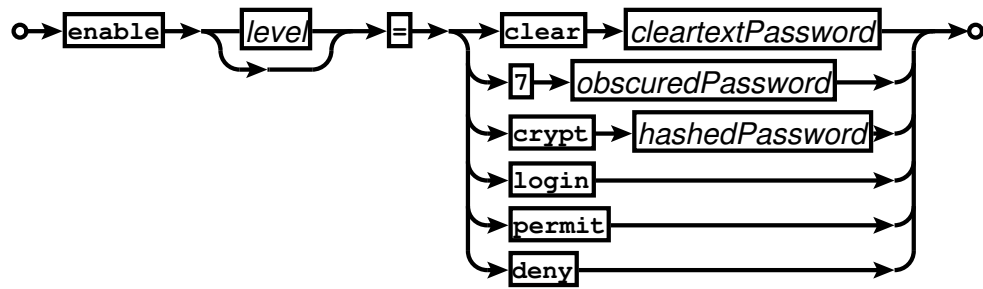 enable level = clear cleartextPassword
7 obscuredPassword
crypt hashedPassword
login
permit
deny